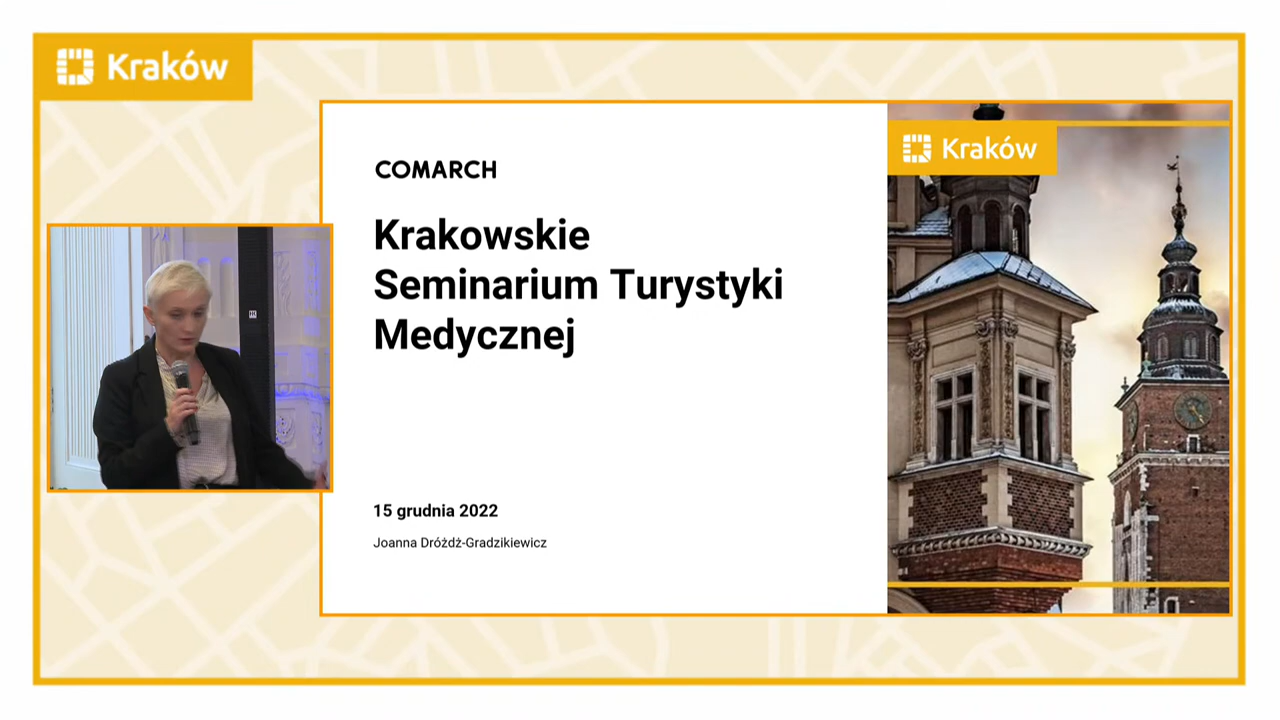 Kraków
COMARCH
Krakowskie
Seminarium Turystyki
Medycznej
15 grudnia 2022
Joanna Dróżdż-Gradzikiewicz
Kraków